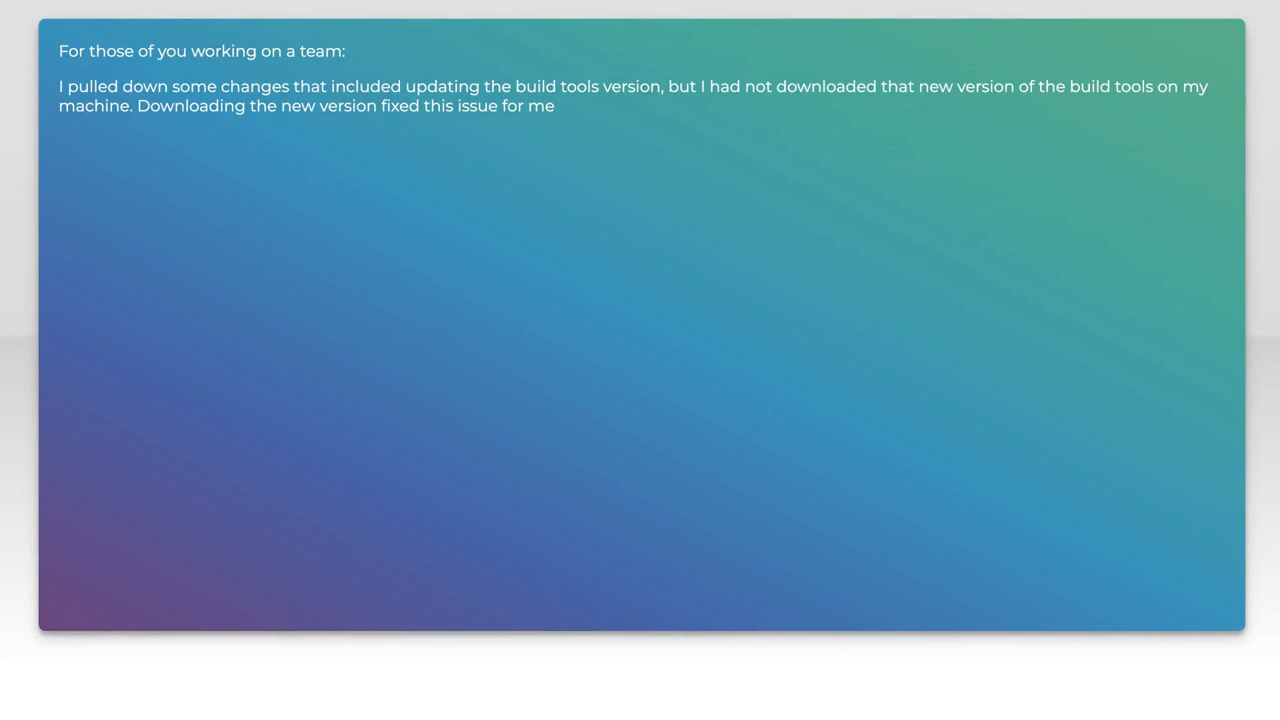 For those of you working on a team:
I pulled down some changes that included updating the build tools version, but I had not downloaded that new version of the build tools on my
machine. Downloading the new version fixed this issue for me